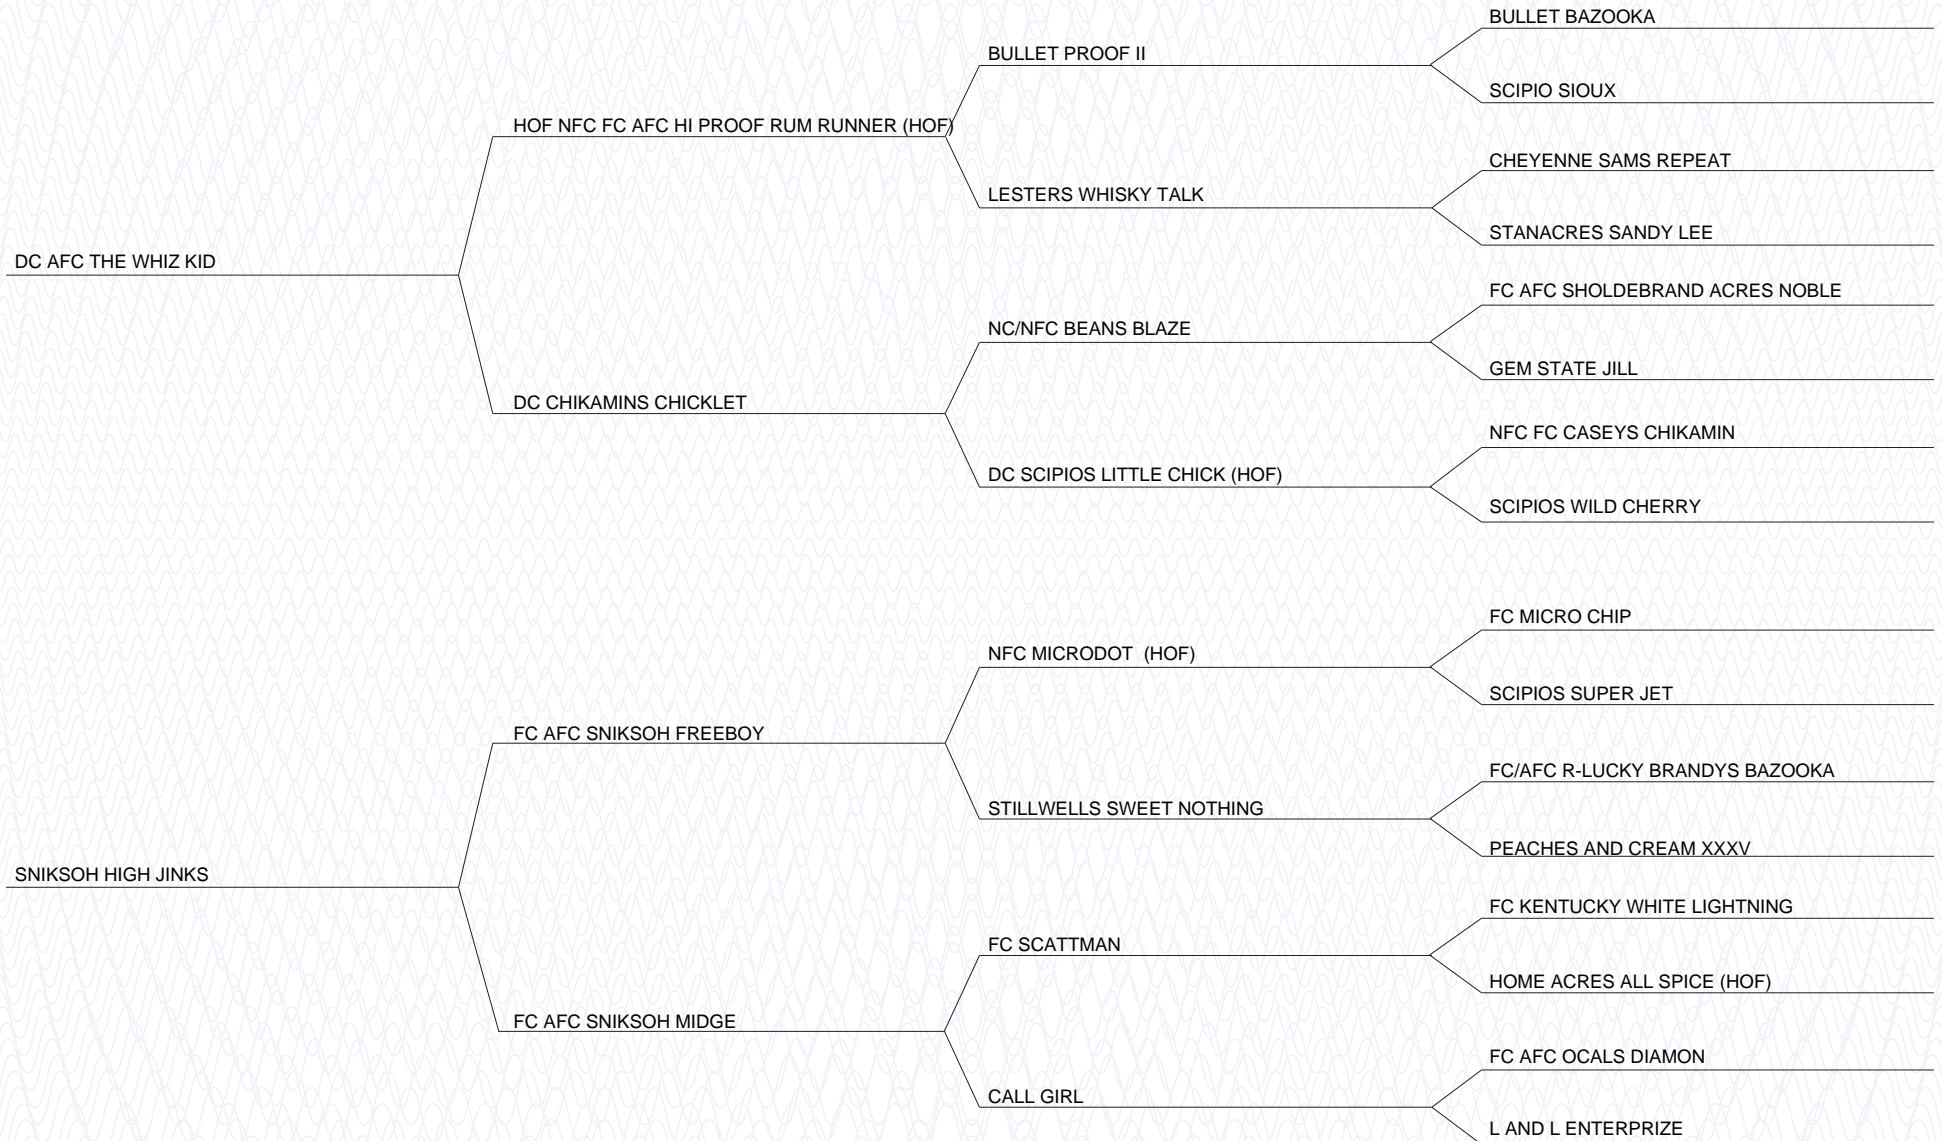 BULLET BAZOOKA
BULLET PROOF II
SCIPIO SIOUX
HOF NFC FC AFC HI PROOF RUM RUNNER (HOF)
CHEYENNE SAMS REPEAT
LESTERS WHISKY TALK
STANACRES SANDY LEE
DC AFC THE WHIZ KID
FC AFC SHOLDEBRAND ACRES NOBLE
NC/NFC BEANS BLAZE
GEM STATE JILL
DC CHIKAMINS CHICKLET
NFC FC CASEYS CHIKAMIN
DC SCIPIOS LITTLE CHICK (HOF)
SCIPIOS WILD CHERRY
FC MICRO CHIP
NFC MICRODOT (HOF)
SCIPIOS SUPER JET
FC AFC SNIKSOH FREEBOY
FC/AFC R-LUCKY BRANDYS BAZOOKA
STILLWELLS SWEET NOTHING
PEACHES AND CREAM XXXV
SNIKSOH HIGH JINKS
FC KENTUCKY WHITE LIGHTNING
FC SCATTMAN
HOME ACRES ALL SPICE (HOF)
FC AFC SNIKSOH MIDGE
FC AFC OCALS DIAMON
CALL GIRL
L AND L ENTERPRIZE